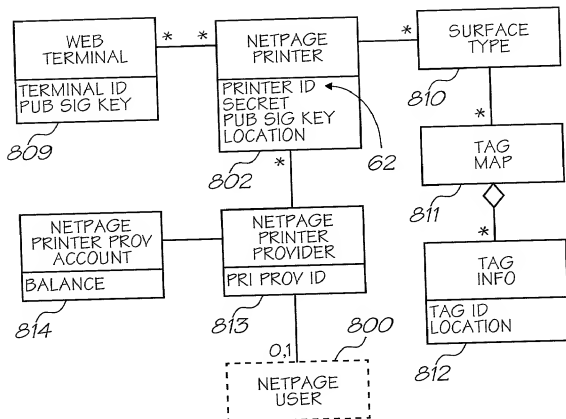 WEB
TERMINAL
TERMINAL ID
PUB SIG KEY
809
*
*
NETPAGE
PRINTER
PRINTER ID
SECRET
PUB SIG KEY
LOCATION
802
62
*
*
SURFACE
TYPE
810
*
TAG
MAP
811
*
TAG
INFO
TAG ID
LOCATION
812
NETPAGE
PRINTER PROV
ACCOUNT
BALANCE
814
NETPAGE
PRINTER
PROVIDER
PRI PROV ID
813
0,1
800
NETPAGE
USER